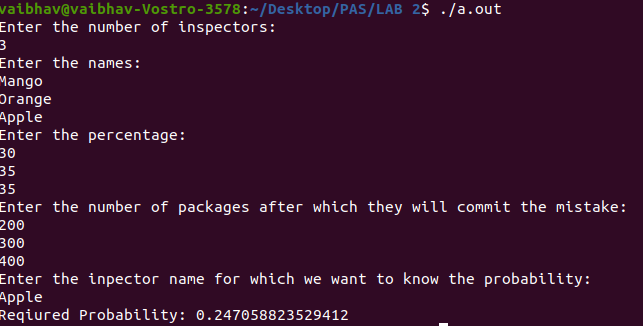 vaibhav@vaibhav-Vostro-3578:~/Desktop/PAS/LAB 2$ ./a.out
Enter the number of inspectors:
3
Enter the names:
Mango
Orange
Apple
Enter the percentage:
30
35
35
Enter the number of packages after which they will commit the mistake:
200
300
400
Enter the inpector name for which we want to know the probability:
Apple
Reqiured Probability: 0.247058823529412